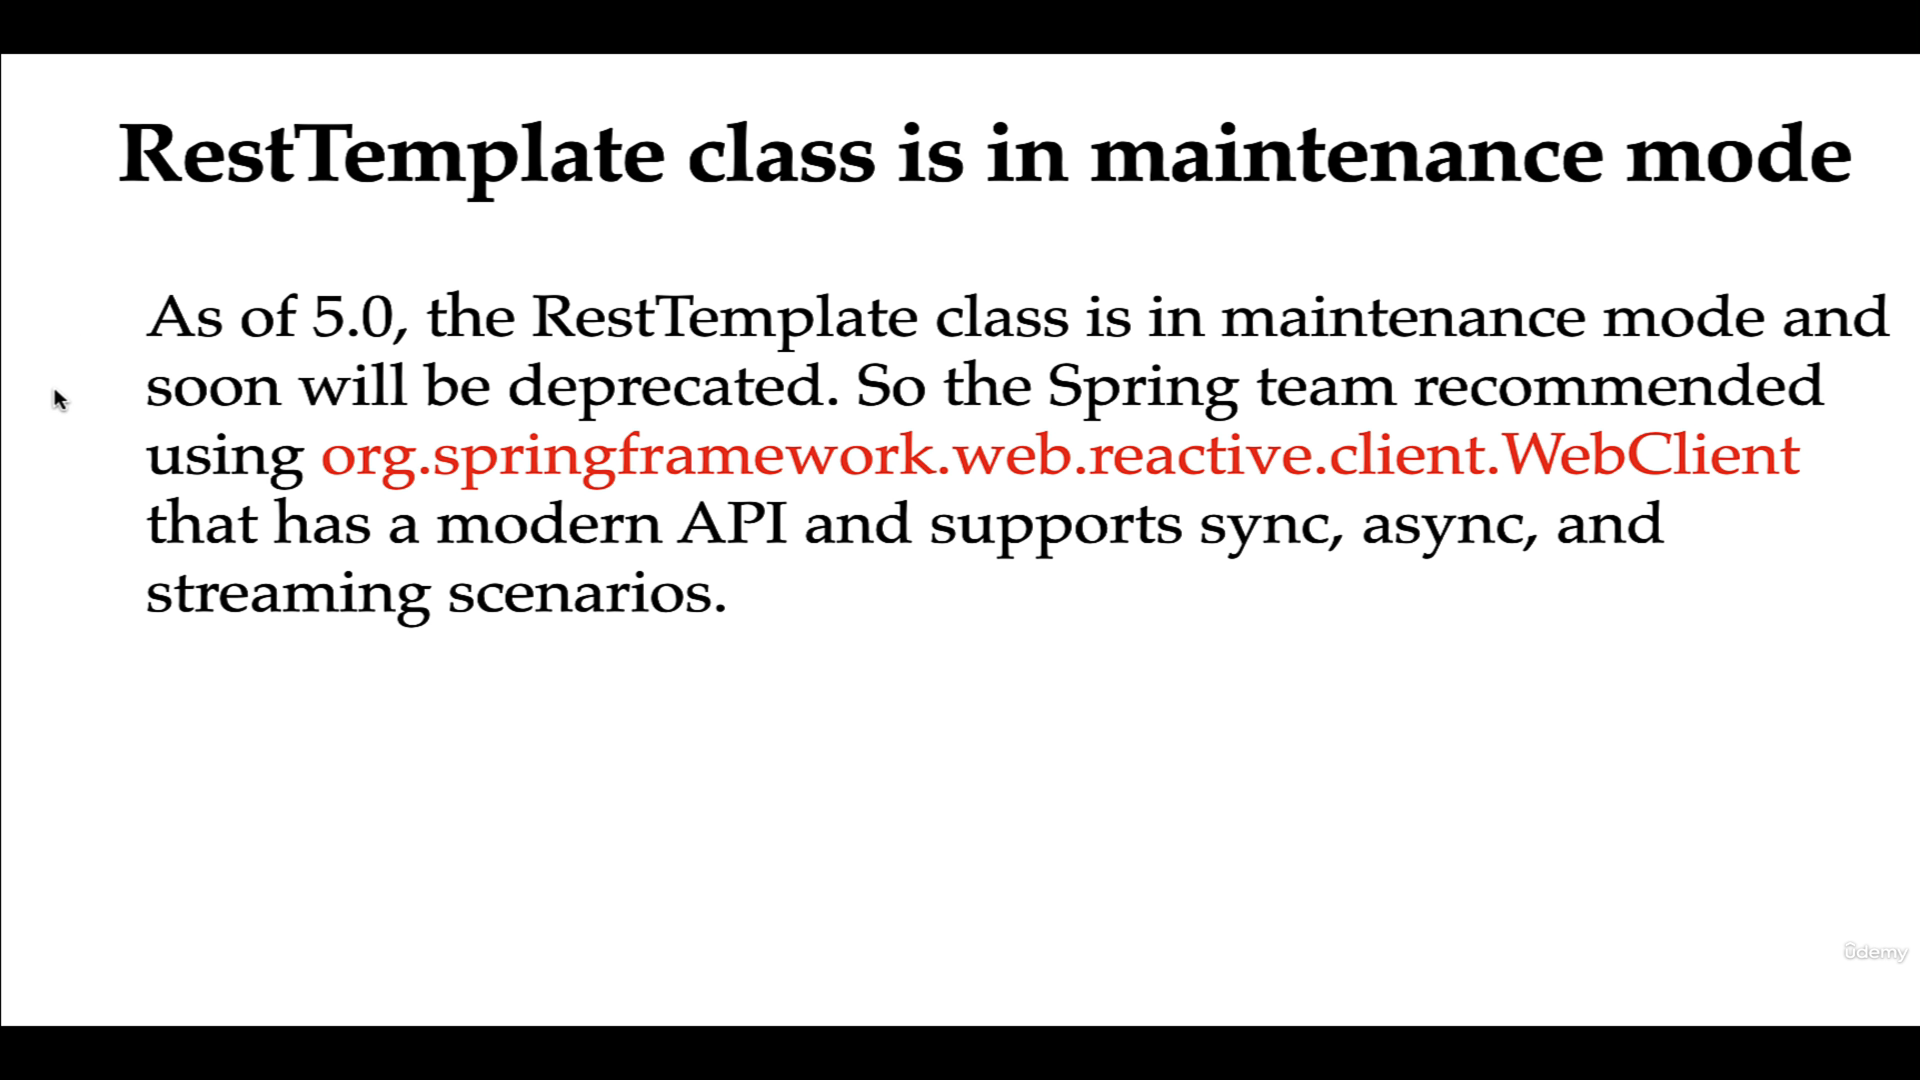 RestTemplate class is in maintenance mode
As of 5.0, the RestTemplate class is in maintenance mode and
soon will be deprecated. So the Spring team recommended
using org.springframework.web.reactive.client.WebClient
that has a modern API and supports sync, async, and
streaming scenarios.
ûdemy